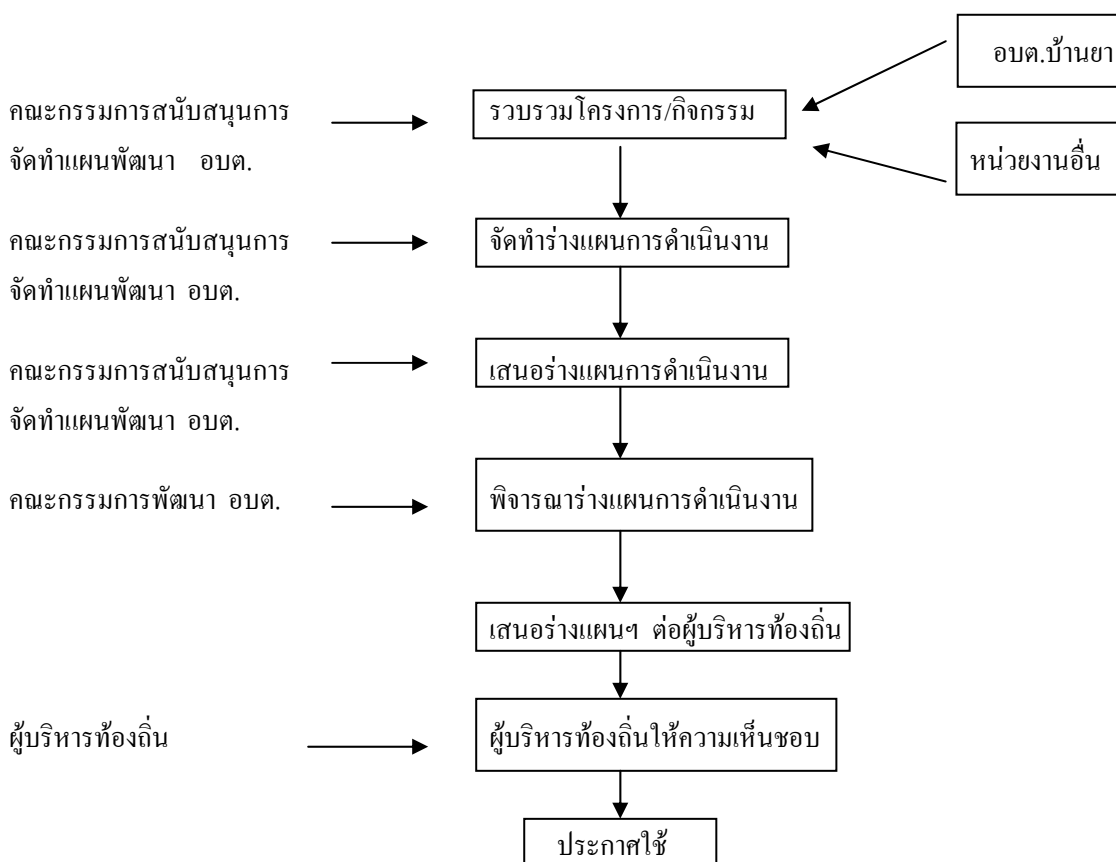 อบต.บ้านยา
คณะกรรมการสนับสนุนการ
จัดทำแผนพัฒนา อบต.
รวบรวมโครงการ/กิจกรรม
หน่วยงานอื่น
คณะกรรมการสนับสนุนการ
จัดทำแผนพัฒนา อบต.
จัดทำร่างแผนการดำเนินงาน
คณะกรรมการสนับสนุนการ
จัดทำแผนพัฒนา อบต.
เสนอร่างแผนการดำเนินงาน
คณะกรรมการพัฒนา อบต.
พิจารณาร่างแผนการดำเนินงาน
เสนอร่างแผนฯ ต่อผู้บริหารท้องถิ่น
ผู้บริหารท้องถิ่น
ผู้บริหารท้องถิ่นให้ความเห็นชอบ
ประกาศใช้